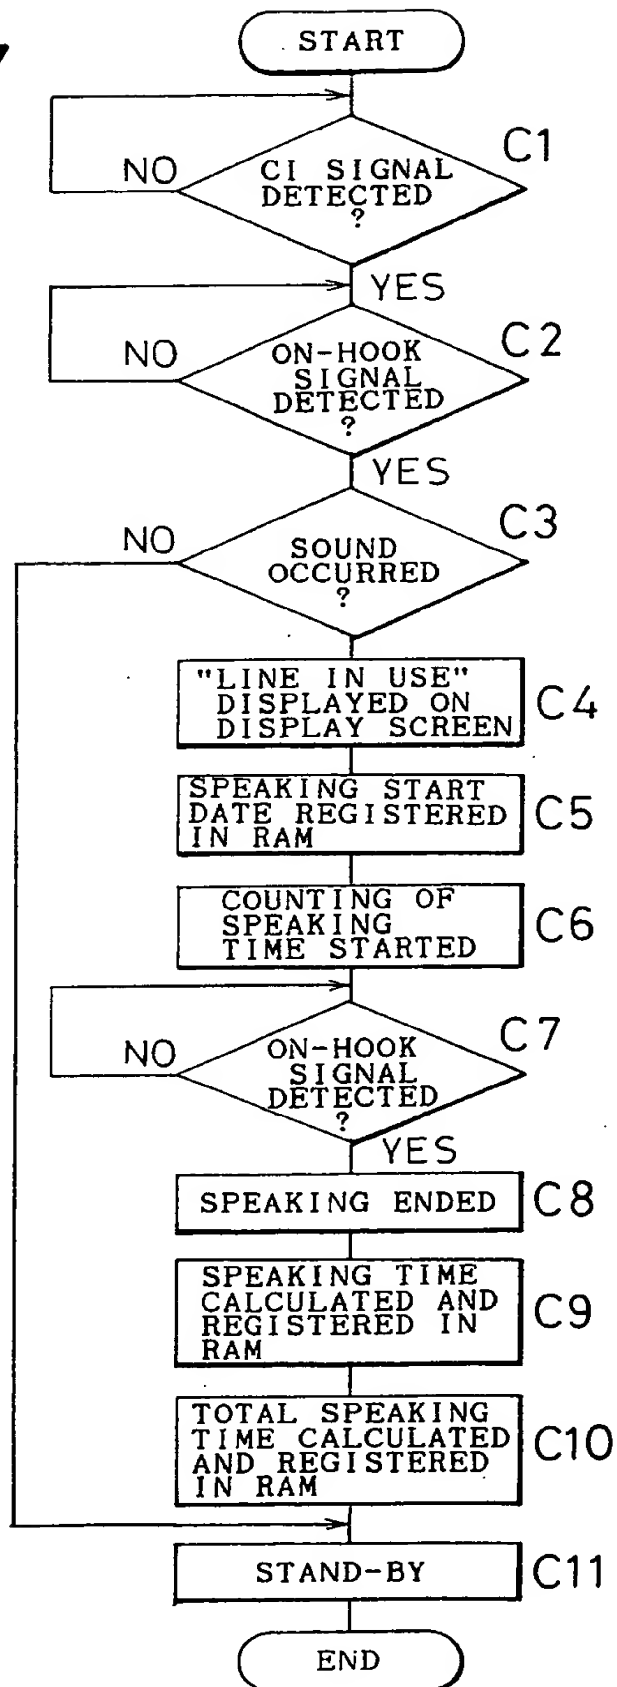 START
C1
NO
CI SIGNAL
DETECTED
?
YES
C2
NO
ON-HOOK
SIGNAL
DETECTED
?
YES
C3
NO
SOUND
OCCURRED
?
"LINE IN USE"
DISPLAYED ON
DISPLAY SCREEN
C4
SPEAKING START
DATE REGISTERED
IN RAM
C5
COUNTING OF
SPEAKING
TIME STARTED
C6
C7
NO
ON-HOOK
SIGNAL
DETECTED
?
YES
SPEAKING ENDED
C8
SPEAKING TIME
CALCULATED AND
REGISTERED IN
RAM
C9
TOTAL SPEAKING
TIME CALCULATED
AND REGISTERED
IN RAM
C10
STAND-BY
C11
END